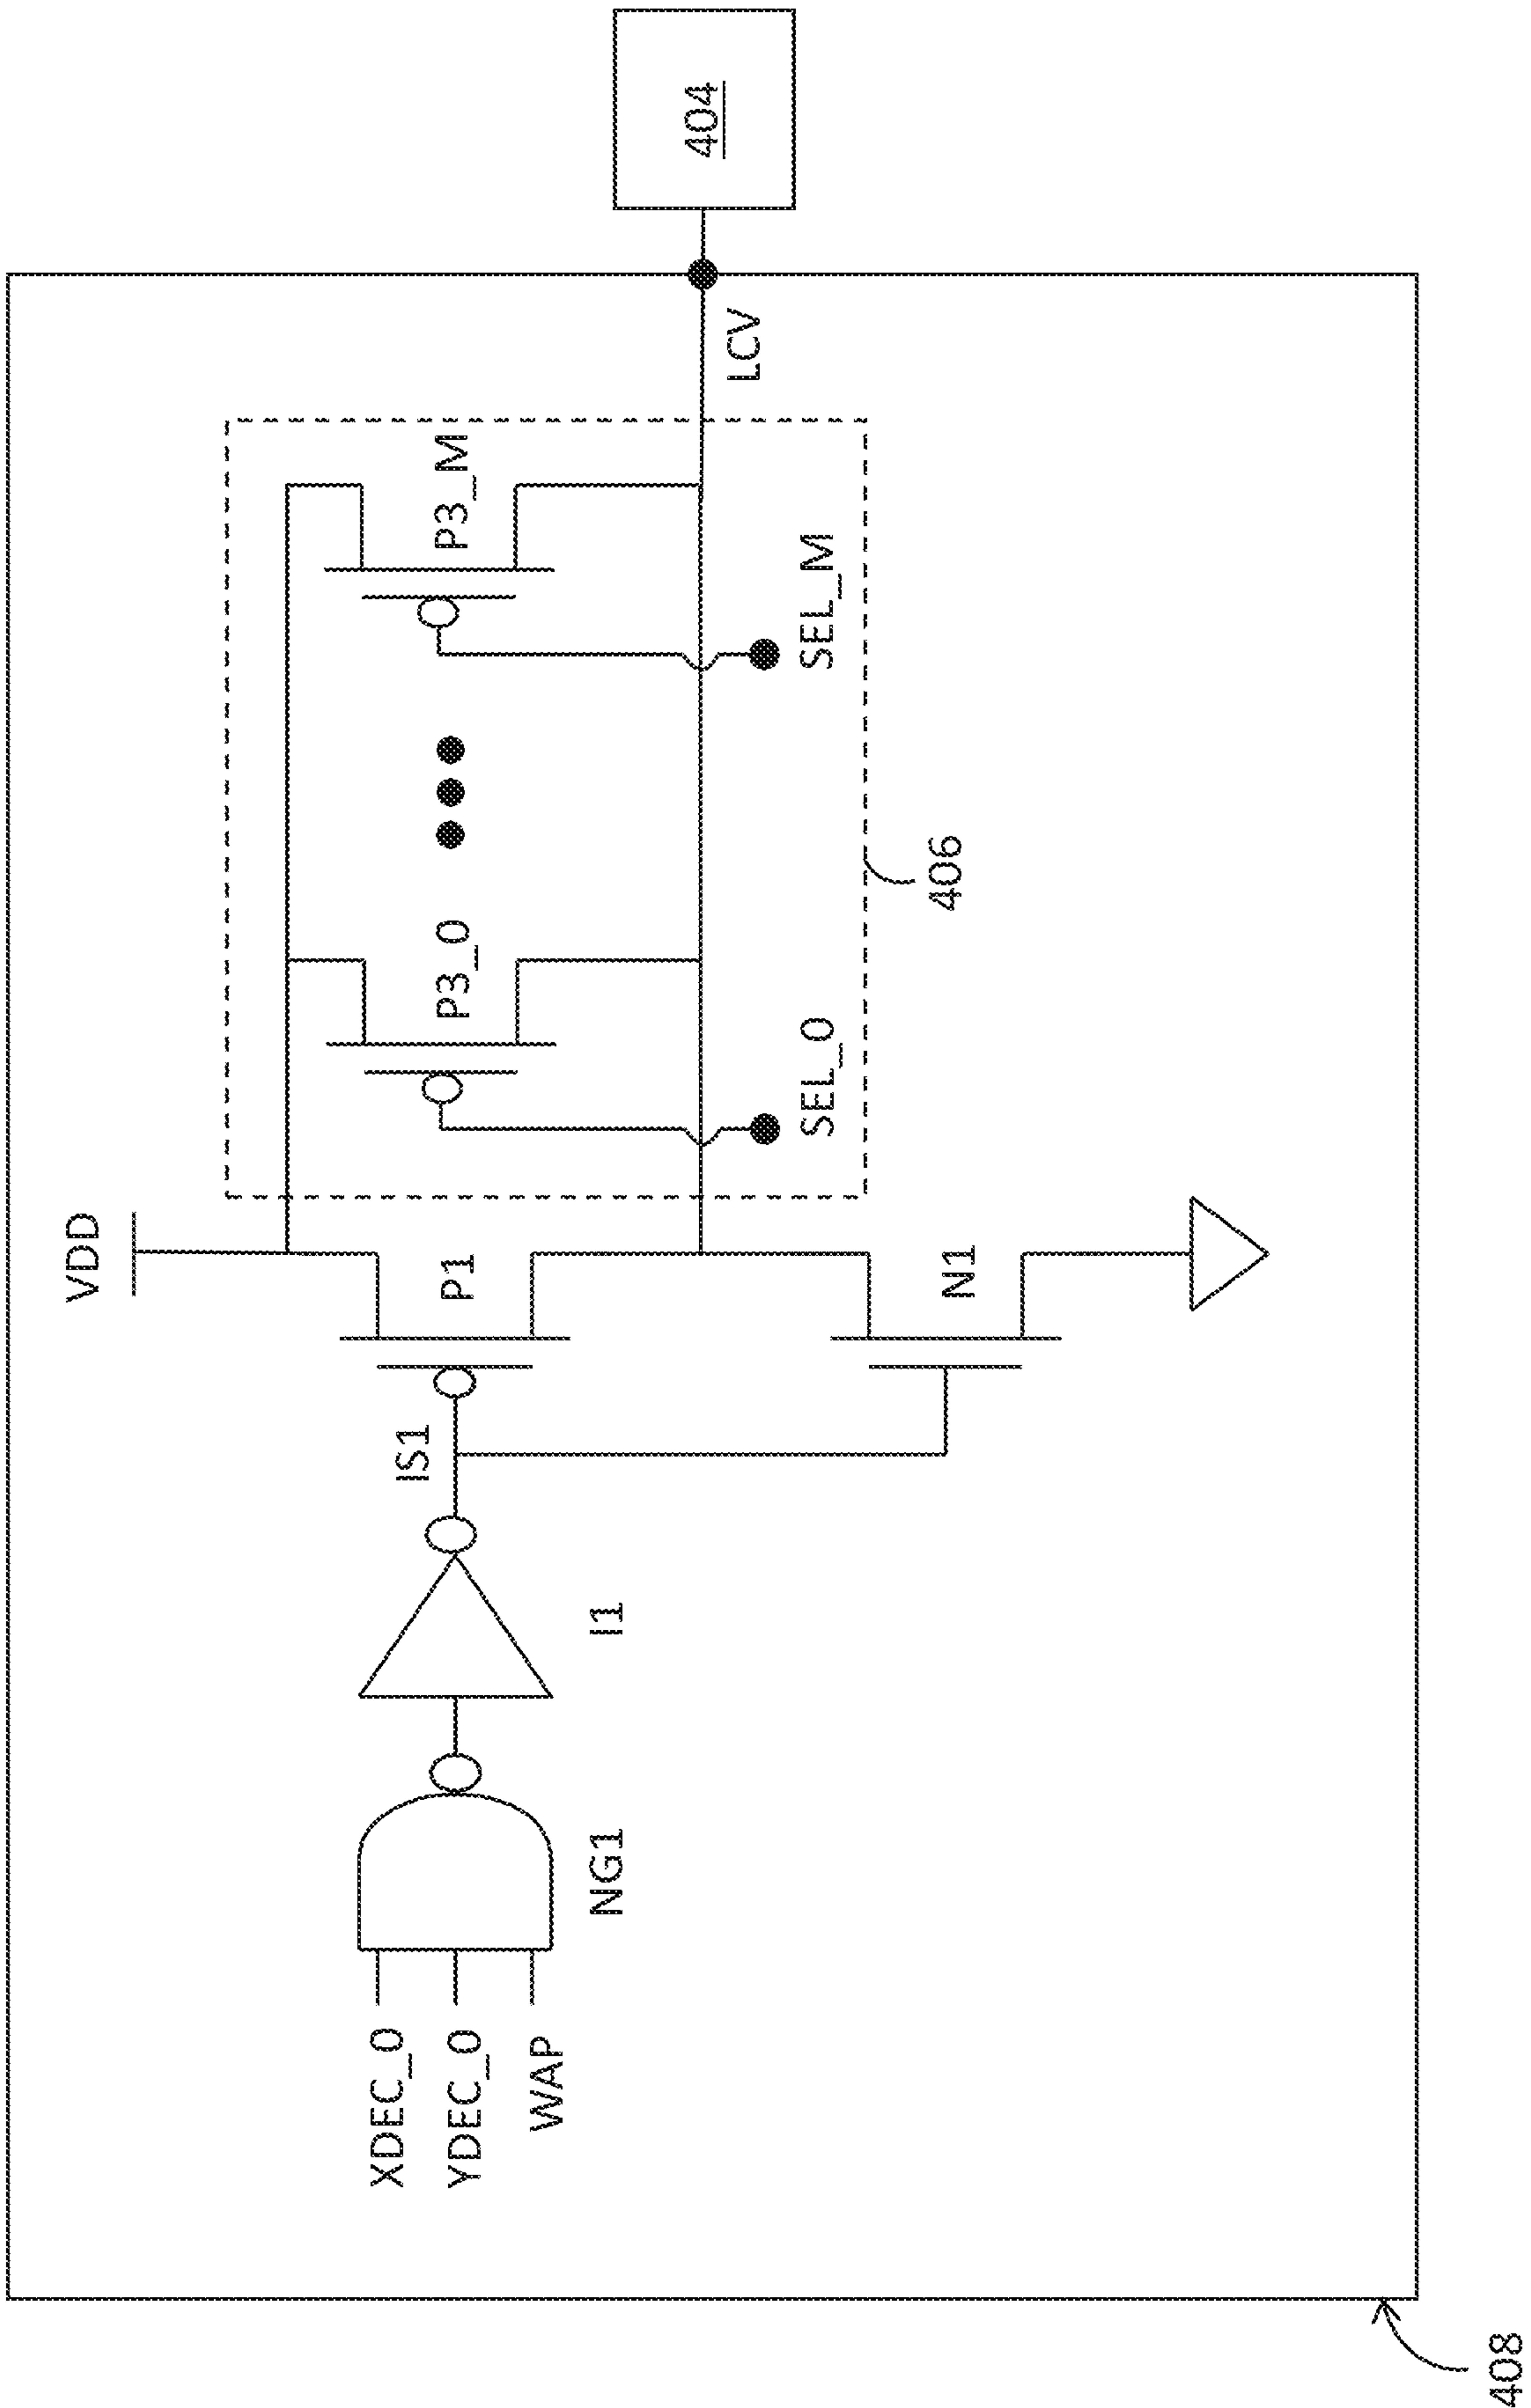 VDD
XDEC_0
YDEC_0
WAP
NG1
I1
IS1
P1
N1
P3_0
P3_M
SEL_0
SEL_M
406
LCV
404
408